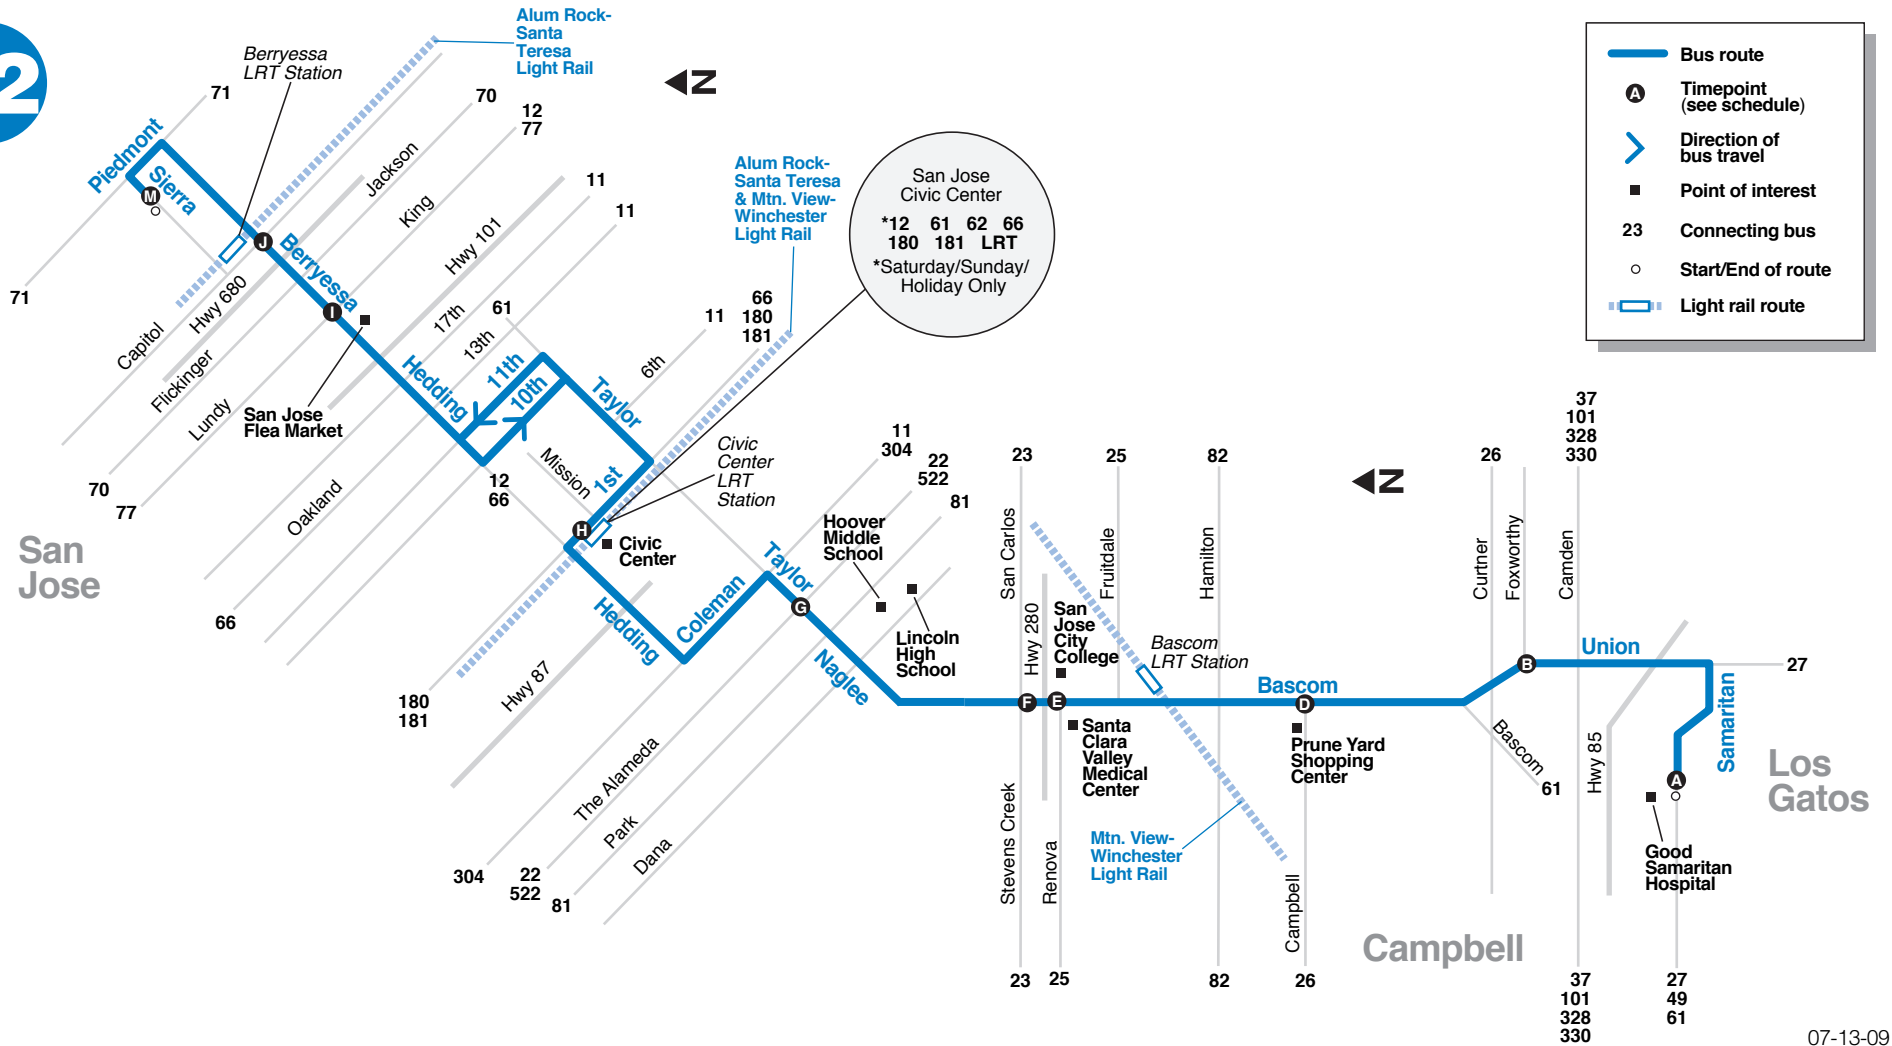 2
Berryessa
LRT Station
Alum Rock-
Santa
Teresa
Light Rail
N
71
70
12
77
11
11
Piedmont
Sierra
M
J
Berryessa
I
Jackson
King
Hwy 101
71
Capitol
Hwy 680
Flickinger
Lundy
San Jose
Flea Market
17th
13th
61
Hedding
11th
10th
Taylor
6th
11
66
180
181
Alum Rock-
Santa Teresa
& Mtn. View-
Winchester
Light Rail
San Jose
Civic Center
*12 61 62 66
180 181 LRT
*Saturday/Sunday/
Holiday Only
70
77
Oakland
66
12
66
Mission
1st
H
Civic
Center
LRT
Station
Civic
Center
San
Jose
180
181
Hwy 87
Hedding
Coleman
Taylor
G
Naglee
11
304
22
522
81
Hoover
Middle
School
Lincoln
High
School
The Alameda
Park
Dana
304
22
522
81
23
25
82
San Carlos
Hwy 280
Fruitdale
Hamilton
San
Jose
City
College
Bascom
LRT Station
F
E
Bascom
D
Santa
Clara
Valley
Medical
Center
Prune Yard
Shopping
Center
Stevens Creek
Renova
Mtn. View-
Winchester
Light Rail
Campbell
23
25
82
26
N
26
37
101
328
330
Curtner
Foxworthy
Camden
B
Union
27
Bascom
61
Hwy 85
Samaritan
A
Good
Samaritan
Hospital
Los
Gatos
Campbell
37
101
328
330
27
49
61
Bus route
A
Timepoint
(see schedule)
Direction of
bus travel
Point of interest
23
Connecting bus
Start/End of route
Light rail route
07-13-09